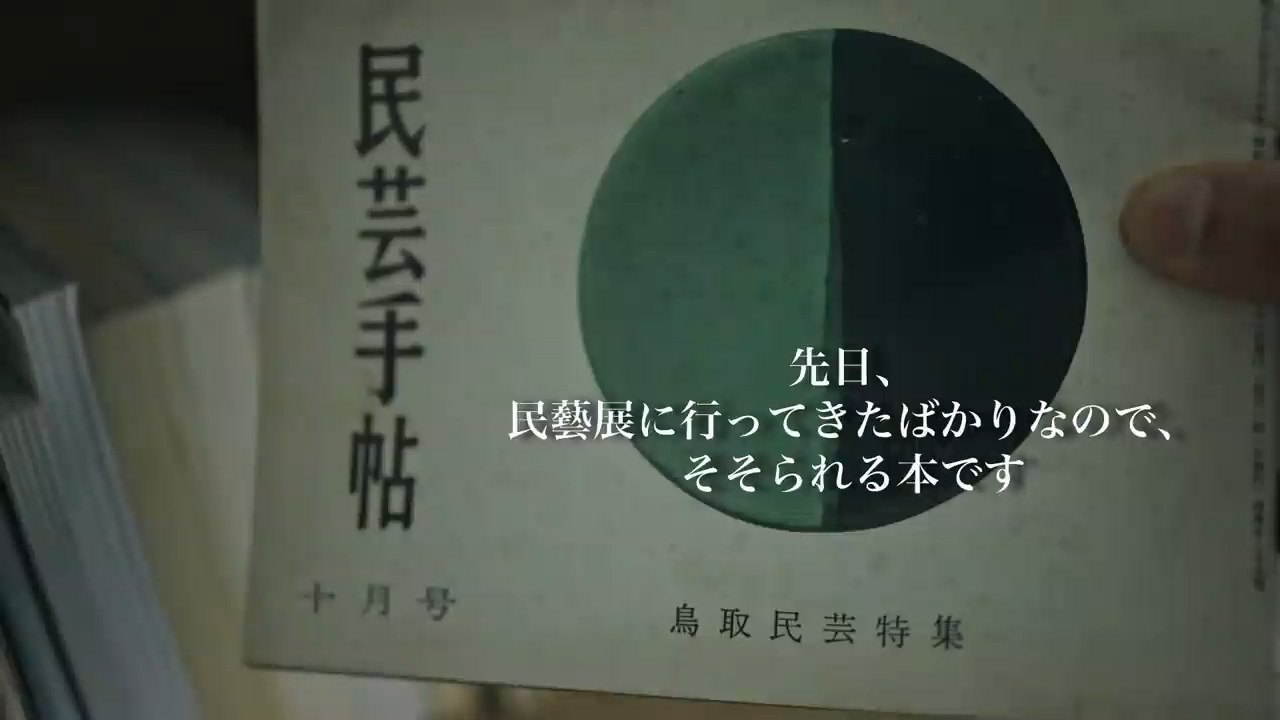 民芸手帖
十月号
先日、
民藝展に行ってきたばかりなので、
そそられる本です
鳥取民芸特集